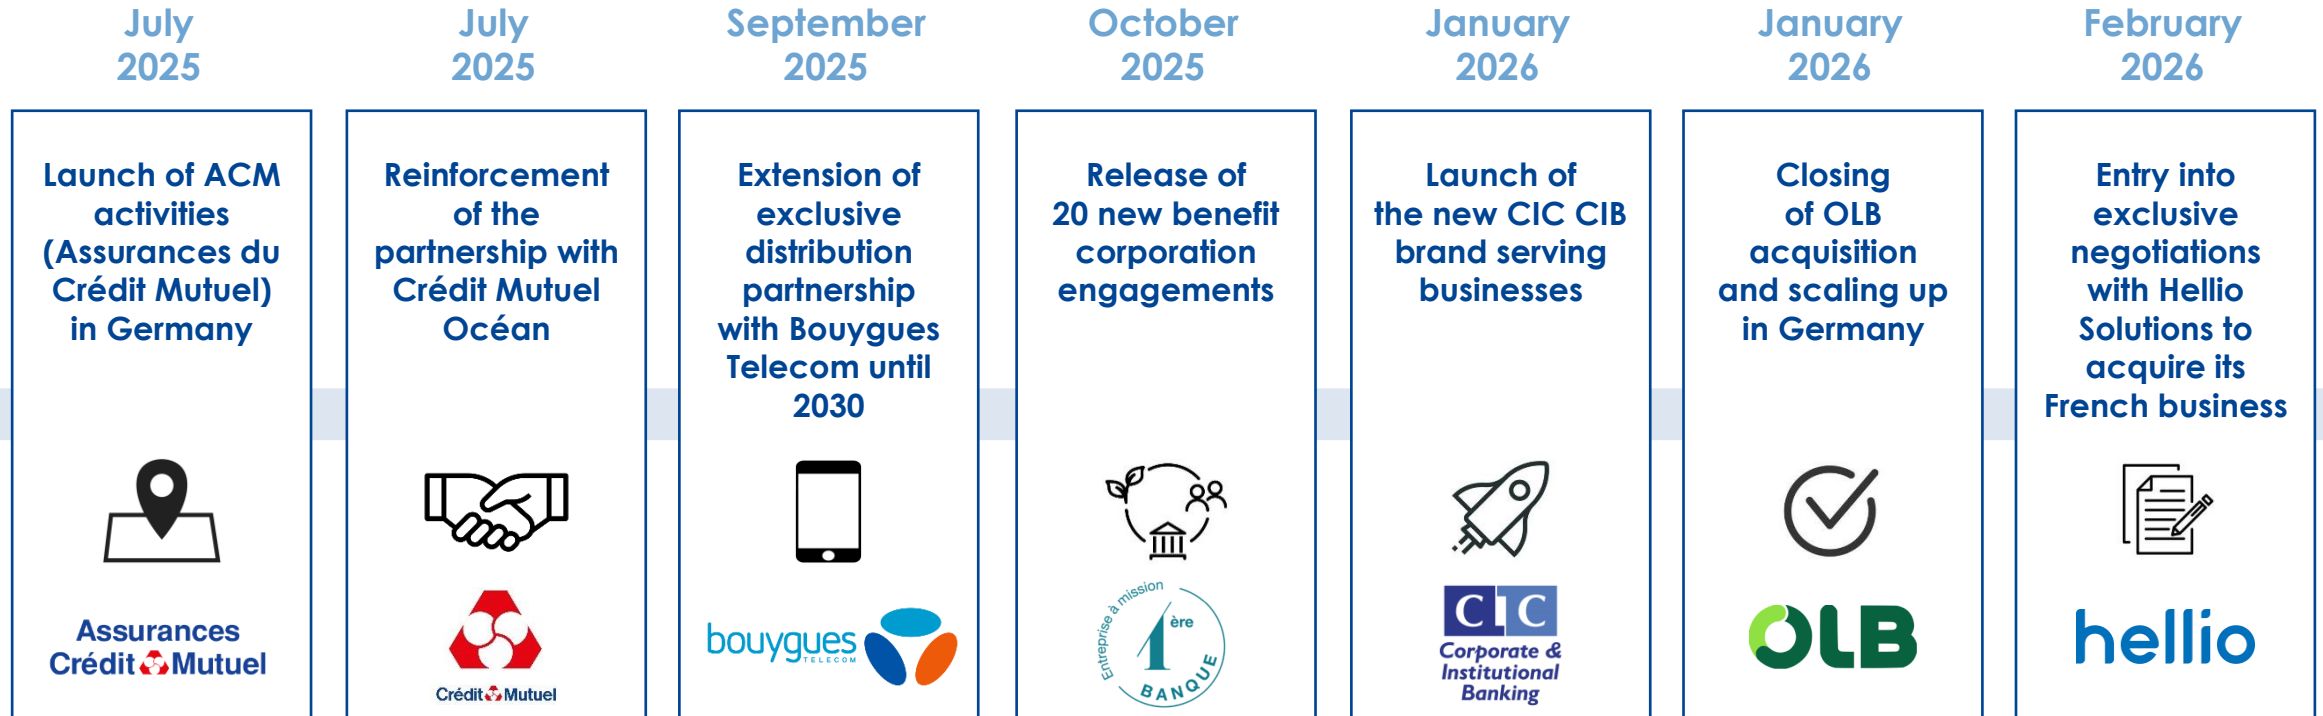 July
2025
Launch of ACM
activities
(Assurances du
Crédit Mutuel)
in Germany
Assurances
Crédit Mutuel
July
2025
Reinforcement
of the
partnership with
Crédit Mutuel
Océan
Crédit Mutuel
September
2025
Extension of
exclusive
distribution
partnership
with Bouygues
Telecom until
2030
bouygues
TELECOM
October
2025
Release of
20 new benefit
corporation
engagements
Entreprise à mission
1ère
BANQUE
January
2026
Launch of
the new CIC CIB
brand serving
businesses
CIC
Corporate &
Institutional
Banking
January
2026
Closing
of OLB
acquisition
and scaling up
in Germany
OLB
February
2026
Entry into
exclusive
negotiations
with Hellio
Solutions to
acquire its
French business
hellio